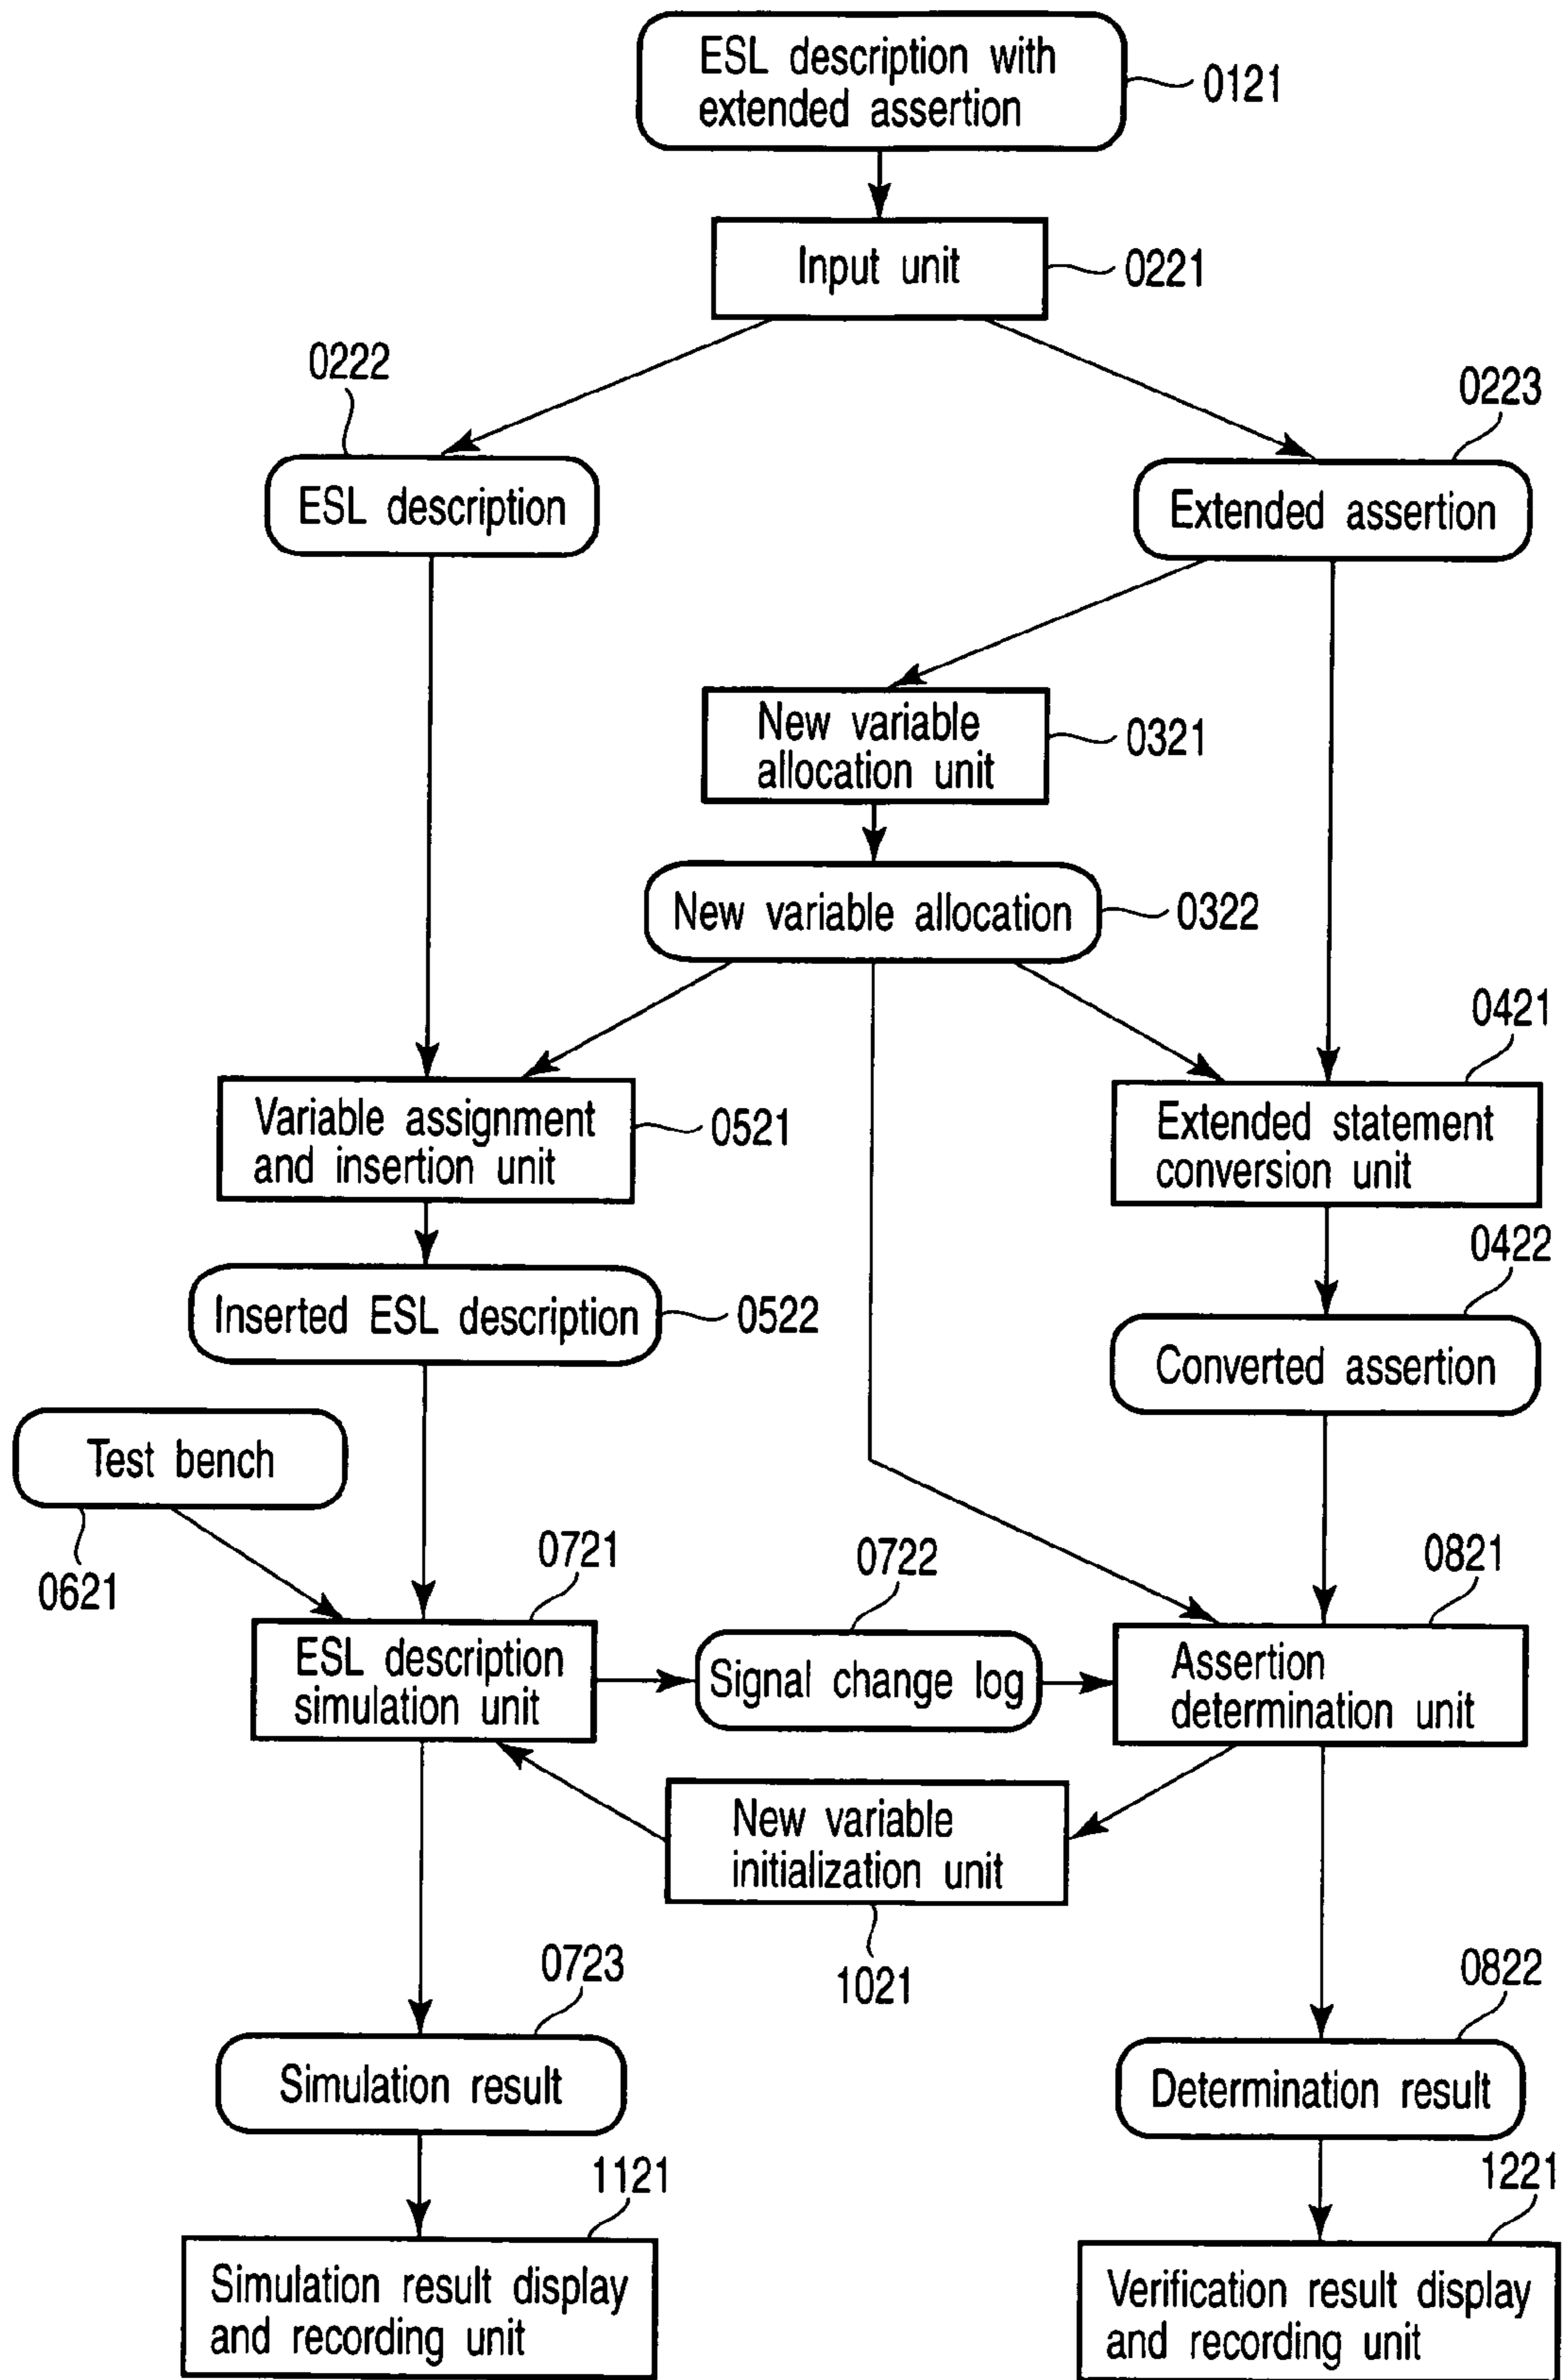 ESL description with
extended assertion
0121
Input unit
0221
0222
0223
ESL description
Extended assertion
New variable
allocation unit
0321
New variable allocation
0322
0421
Variable assignment
and insertion unit
0521
Extended statement
conversion unit
0422
Inserted ESL description
0522
Converted assertion
Test bench
0621
0721
0722
0821
ESL description
simulation unit
Signal change log
Assertion
determination unit
New variable
initialization unit
1021
0723
0822
Simulation result
Determination result
1121
1221
Simulation result display
and recording unit
Verification result display
and recording unit